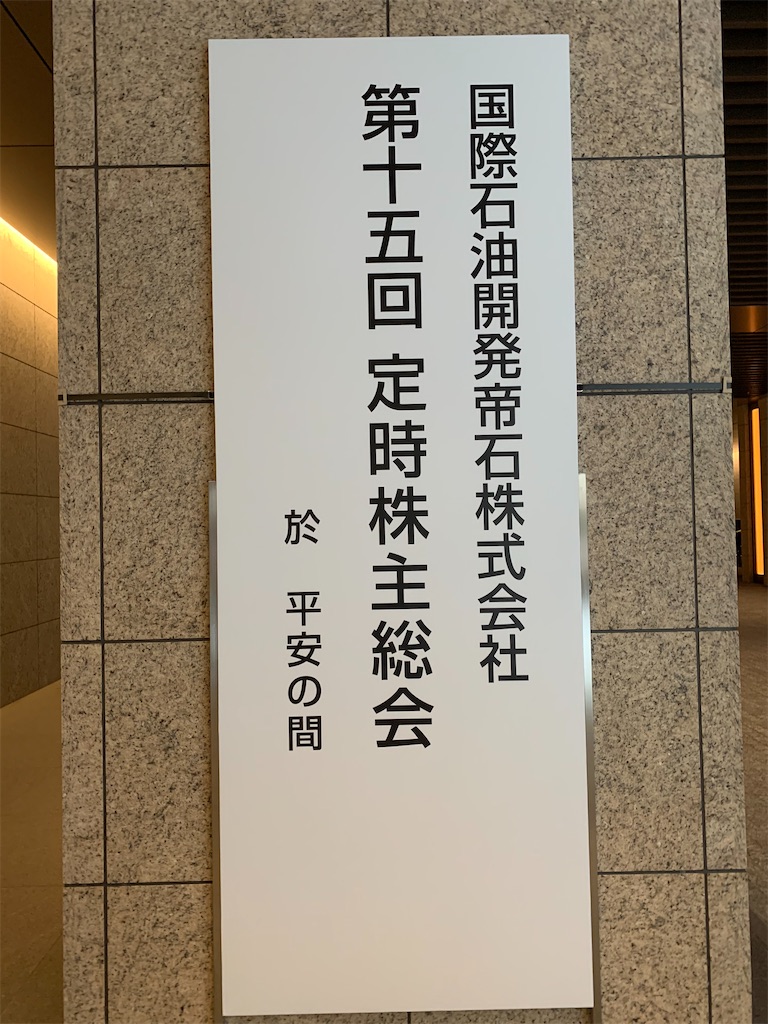 国際石油開発帝石株式会社
第十五回 定時株主総会
於 平安の間